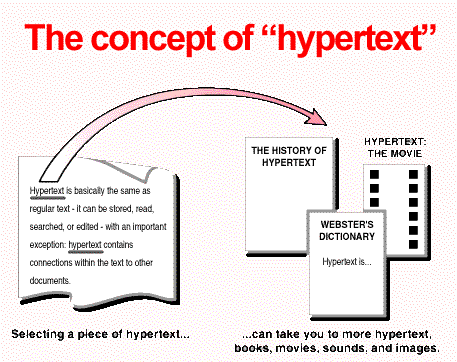 The concept of “hypertext”
Hypertext is basically the same as
regular text - it can be stored, read,
searched, or edited - with an important
exception: hypertext contains
connections within the text to other
documents.
Selecting a piece of hypertext...
THE HISTORY OF
HYPERTEXT
HYPERTEXT:
THE MOVIE
WEBSTER'S
DICTIONARY
Hypertext is...
...can take you to more hypertext,
books, movies, sounds, and images.